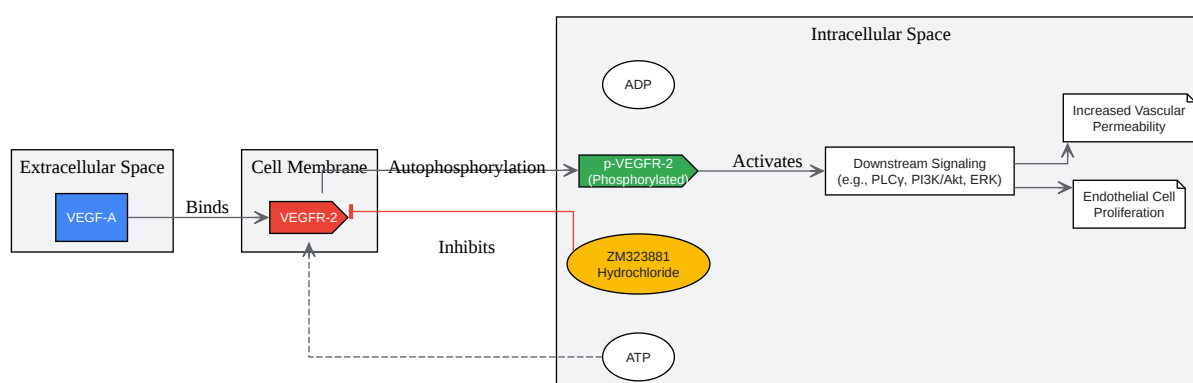 Intracellular Space
ADP
Increased Vascular
Permeability
Extracellular Space
Cell Membrane
Autophosphorylation
p-VEGFR-2
(Phosphorylated)
Activates
Downstream Signaling
(e.g., PLCγ, PI3K/Akt, ERK)
VEGF-A
Binds
VEGFR-2
Endothelial Cell
Proliferation
Inhibits
ZM323881
Hydrochloride
ATP